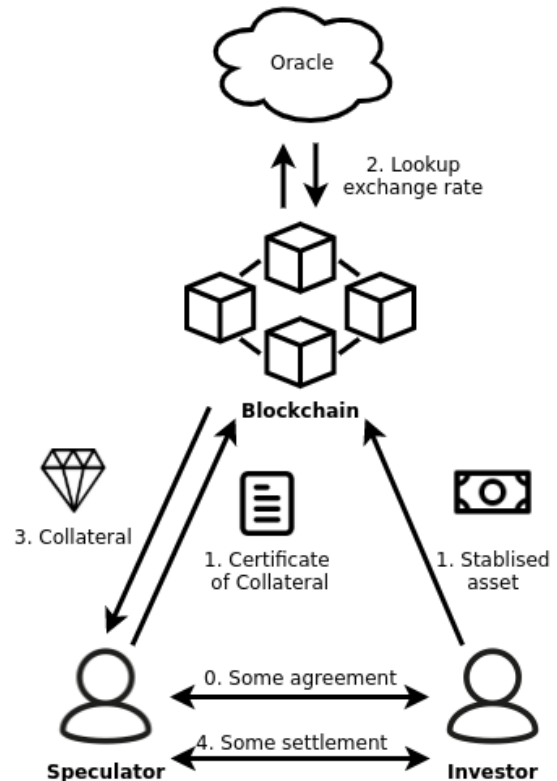 Oracle
2. Lookup
exchange rate
Blockchain
3. Collateral
1. Certificate
of Collateral
1. Stablised
asset
0. Some agreement
4. Some settlement
Speculator
Investor